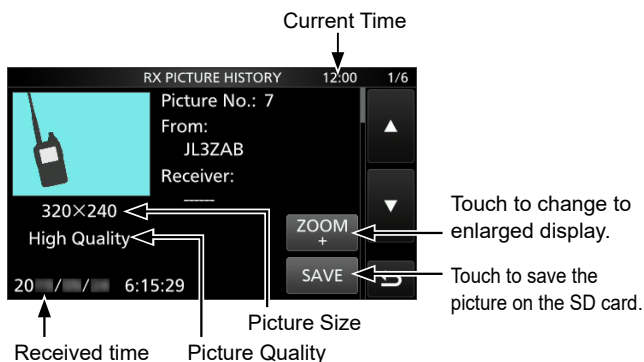 Current Time
RX PICTURE HISTORY 12:00 1/6
Picture No.: 7
From:
JL3ZAB
Receiver:
------
320×240
High Quality
20 / / 6:15:29
ZOOM
+
SAVE
Touch to change to
enlarged display.
Touch to save the
picture on the SD card.
Picture Size
Received time Picture Quality